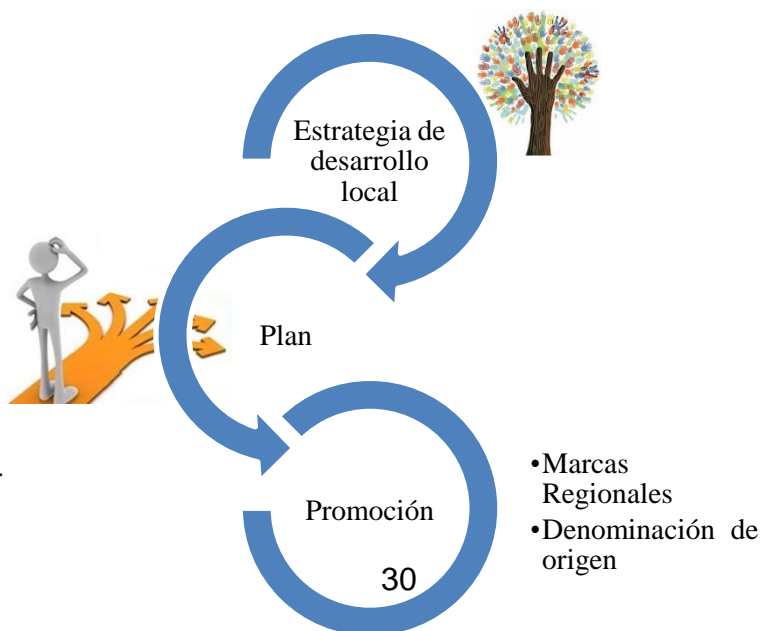 Estrategia de
desarrollo
local
Plan
.
Promoción
•Marcas
Regionales
•Denominación de
origen
30